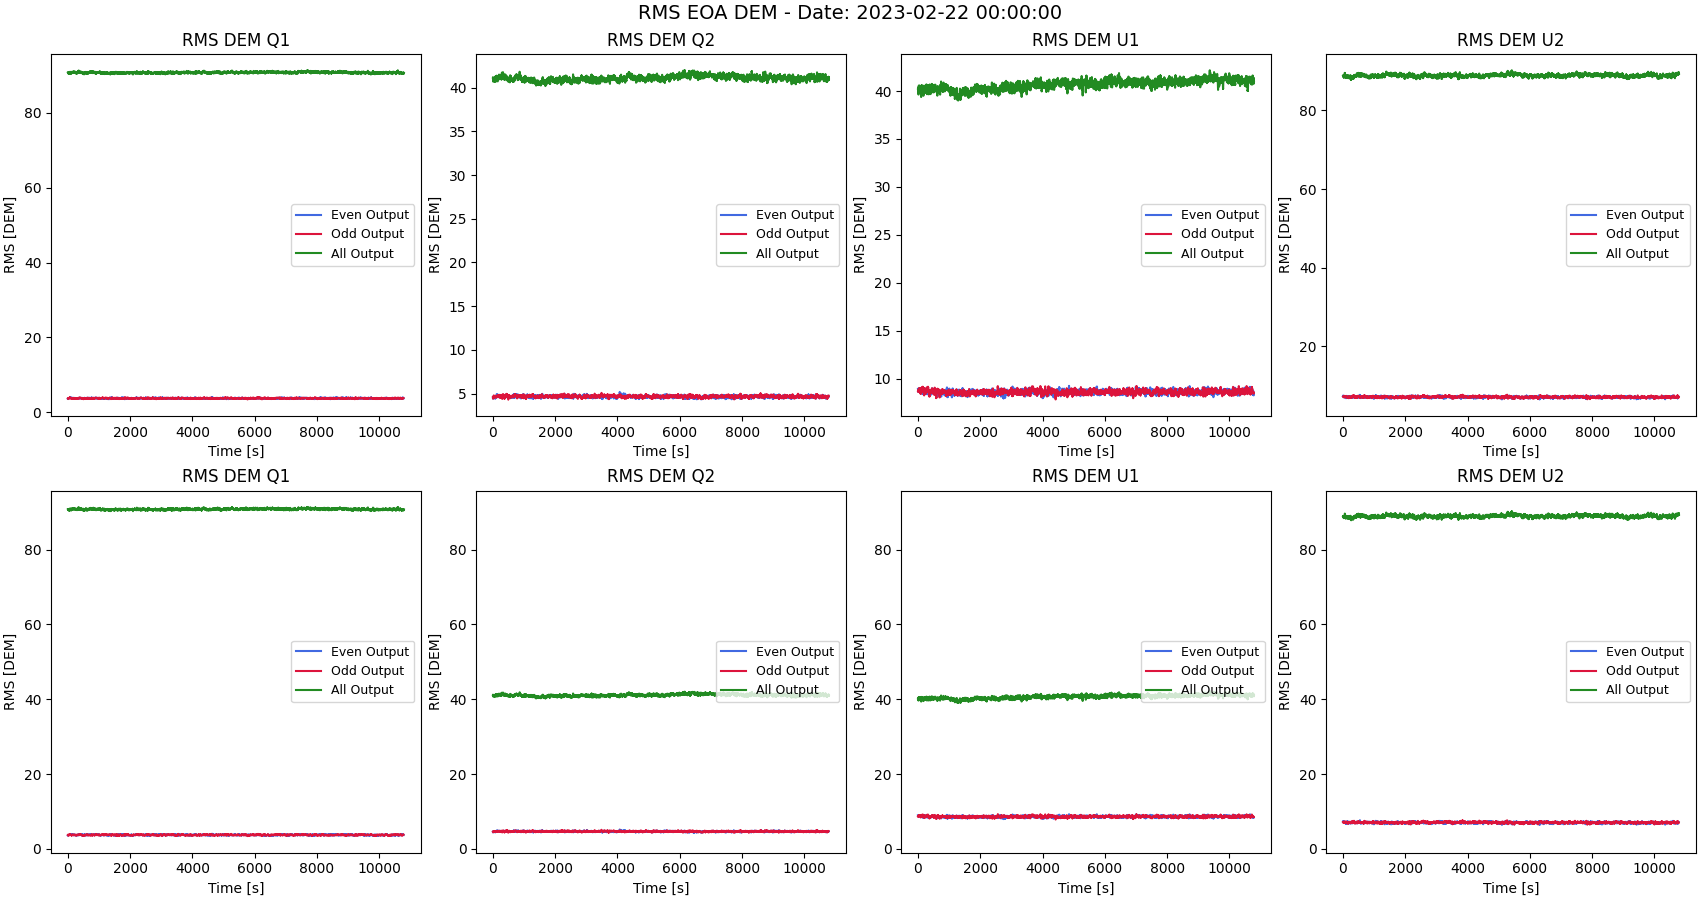 RMS EOA DEM - Date: 2023-02-22 00:00:00
RMS DEM Q1
RMS [DEM]
80
60
40
20
0
0 2000 4000 6000 8000 10000
Time [s]
Even Output
Odd Output
All Output
RMS DEM Q2
RMS [DEM]
40
35
30
25
20
15
10
5
0 2000 4000 6000 8000 10000
Time [s]
Even Output
Odd Output
All Output
RMS DEM U1
RMS [DEM]
40
35
30
25
20
15
10
0 2000 4000 6000 8000 10000
Time [s]
Even Output
Odd Output
All Output
RMS DEM U2
RMS [DEM]
80
60
40
20
0 2000 4000 6000 8000 10000
Time [s]
Even Output
Odd Output
All Output
RMS DEM Q1
RMS [DEM]
80
60
40
20
0
0 2000 4000 6000 8000 10000
Time [s]
Even Output
Odd Output
All Output
RMS DEM Q2
RMS [DEM]
80
60
40
20
0
0 2000 4000 6000 8000 10000
Time [s]
Even Output
Odd Output
All Output
RMS DEM U1
RMS [DEM]
80
60
40
20
0
0 2000 4000 6000 8000 10000
Time [s]
Even Output
Odd Output
All Output
RMS DEM U2
RMS [DEM]
80
60
40
20
0
0 2000 4000 6000 8000 10000
Time [s]
Even Output
Odd Output
All Output